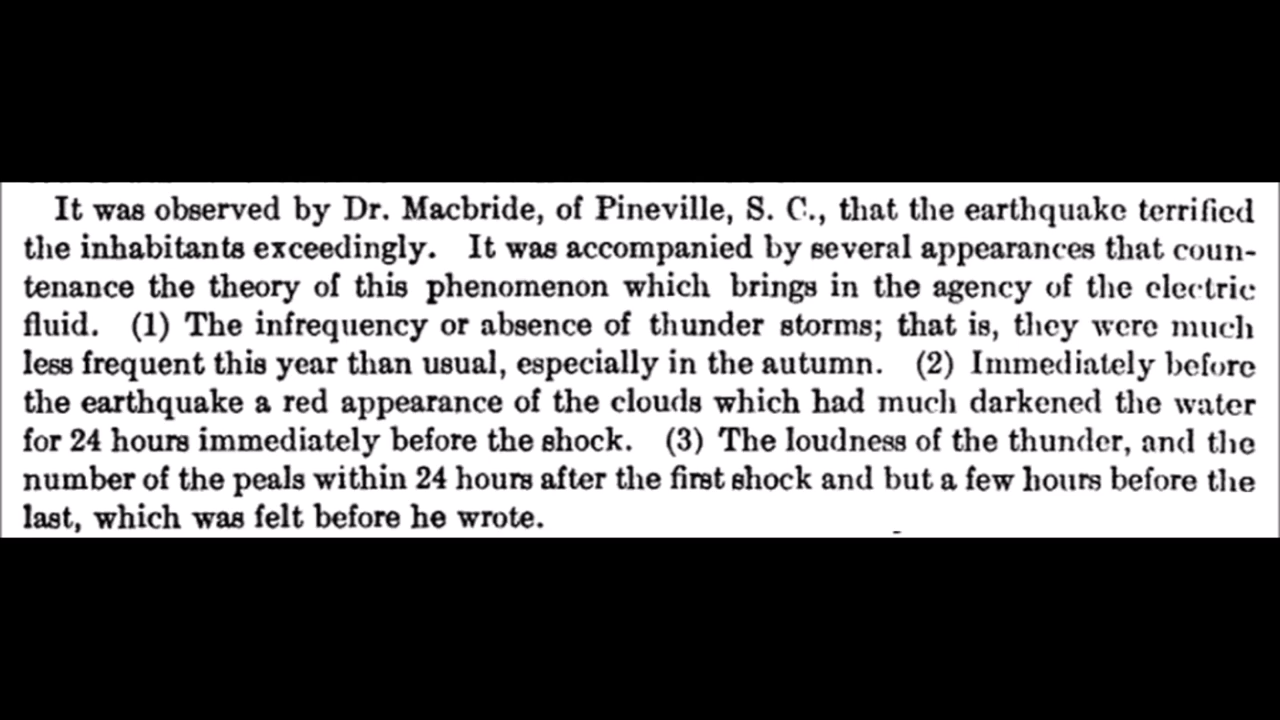 It was observed by Dr. Macbride, of Pineville, S. C., that the earthquake terrified
the inhabitants exceedingly. It was accompanied by several appearances that coun-
tenance the theory of this phenomenon which brings in the agency of the electric
fluid. (1) The infrequency or absence of thunder storms; that is, they were much
less frequent this year than usual, especially in the autumn. (2) Immediately before
the earthquake a red appearance of the clouds which had much darkened the water
for 24 hours immediately before the shock. (3) The loudness of the thunder, and the
number of the peals within 24 hours after the first shock and but a few hours before the
last, which was felt before he wrote.